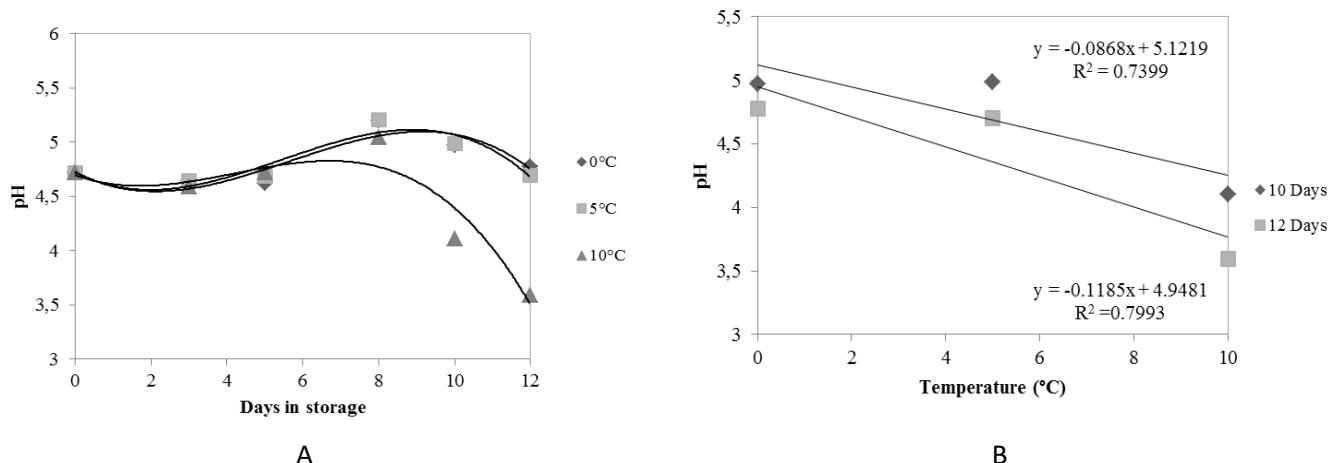 6
5,5
5
4,5
4
3,5
3
pH
0 2 4 6 8 10 12
Days in storage
0°C
5°C
10°C
A
5,5
5
4,5
4
3,5
3
pH
0 2 4 6 8 10
Temperature (°C)
y = -0.0868x + 5.1219
R² = 0.7399
y = -0.1185x + 4.9481
R² =0.7993
10 Days
12 Days
B